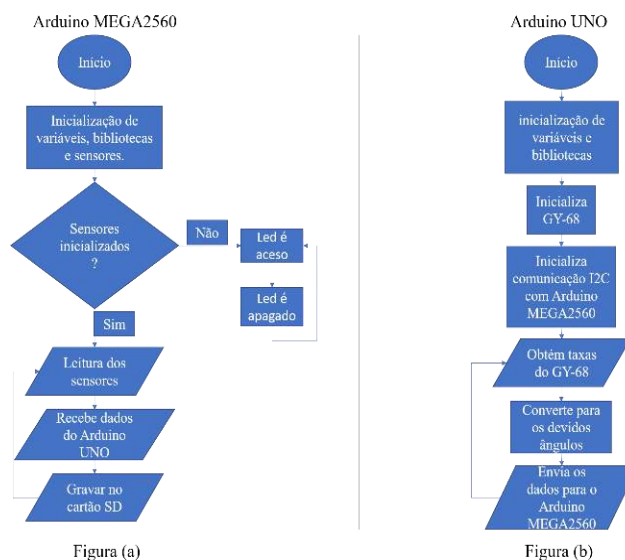 Arduino MEGA2560
Início
Inicialização de
variáveis, bibliotecas
e sensores.
Sensores
inicializados
?
Não
Led é
aceso
Led é
apagado
Sim
Leitura dos
sensores
Recebe dados
do Arduino
UNO
Gravar no
cartão SD
Figura (a)
Arduino UNO
Início
inicialização de
variáveis e
bibliotecas
Inicializa
GY-68
Inicializa
comunicação I2C
com Arduino
MEGA2560
Obtém taxas
do GY-68
Converte para
os devidos
ângulos
Envia os
dados para o
Arduino
MEGA2560
Figura (b)